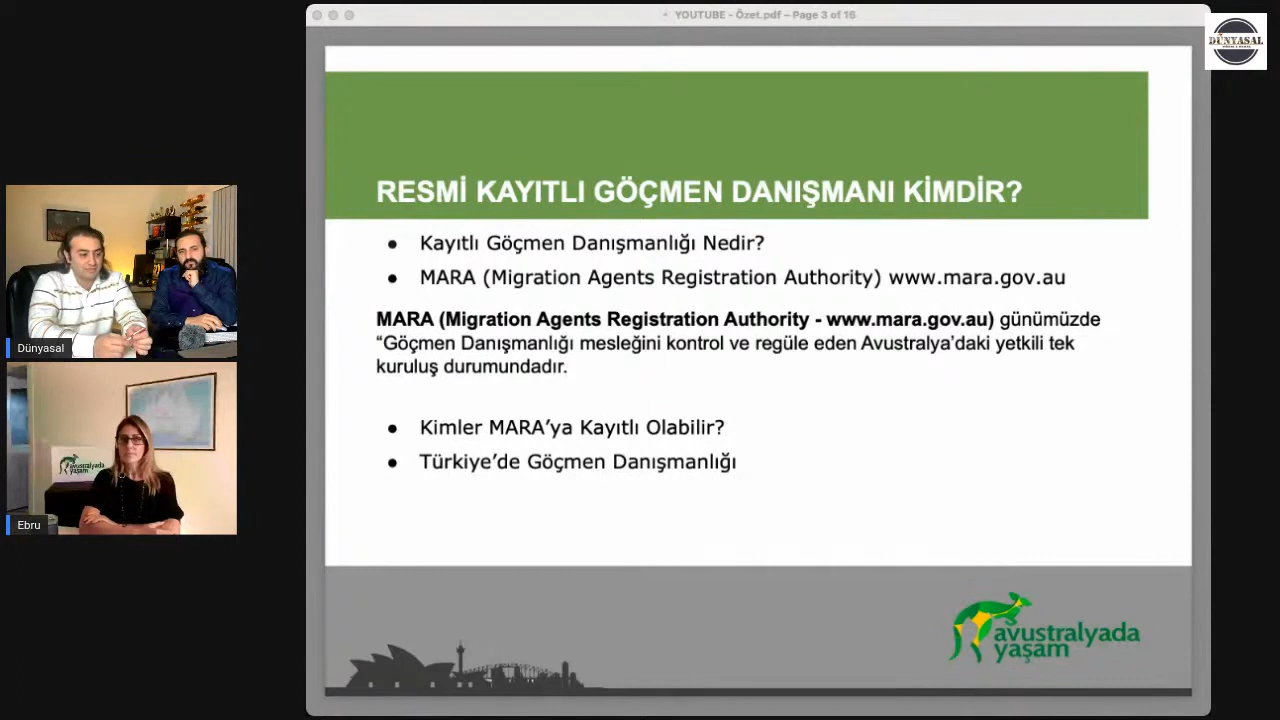 YOUTUBE - Özet.pdf – Page 3 of 16
DÜNYASAL
RESMİ KAYITLI GÖÇMEN DANIŞMANI KİMDİR?
● Kayıtlı Göçmen Danışmanlığı Nedir?
● MARA (Migration Agents Registration Authority) www.mara.gov.au
MARA (Migration Agents Registration Authority - www.mara.gov.au) günümüzde
“Göçmen Danışmanlığı mesleğini kontrol ve regüle eden Avustralya’daki yetkili tek
kuruluş durumundadır.
● Kimler MARA’ya Kayıtlı Olabilir?
● Türkiye’de Göçmen Danışmanlığı
avustralyada
yaşam
Dünyasal
avustralyada
yaşam
Ebru